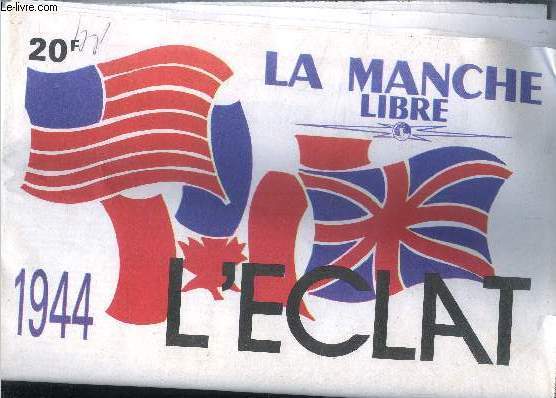 Le-livre.com
20F
LA MANCHE
LIBRE
1944
L'ECLAT